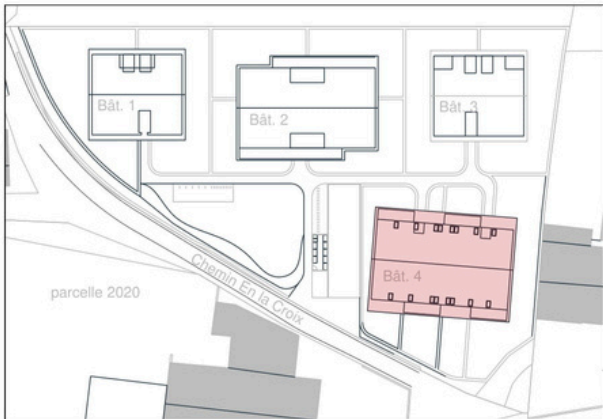 Bât. 1
Bât. 2
Bât. 3
Bât. 4
Chemin En la Croix
parcelle 2020